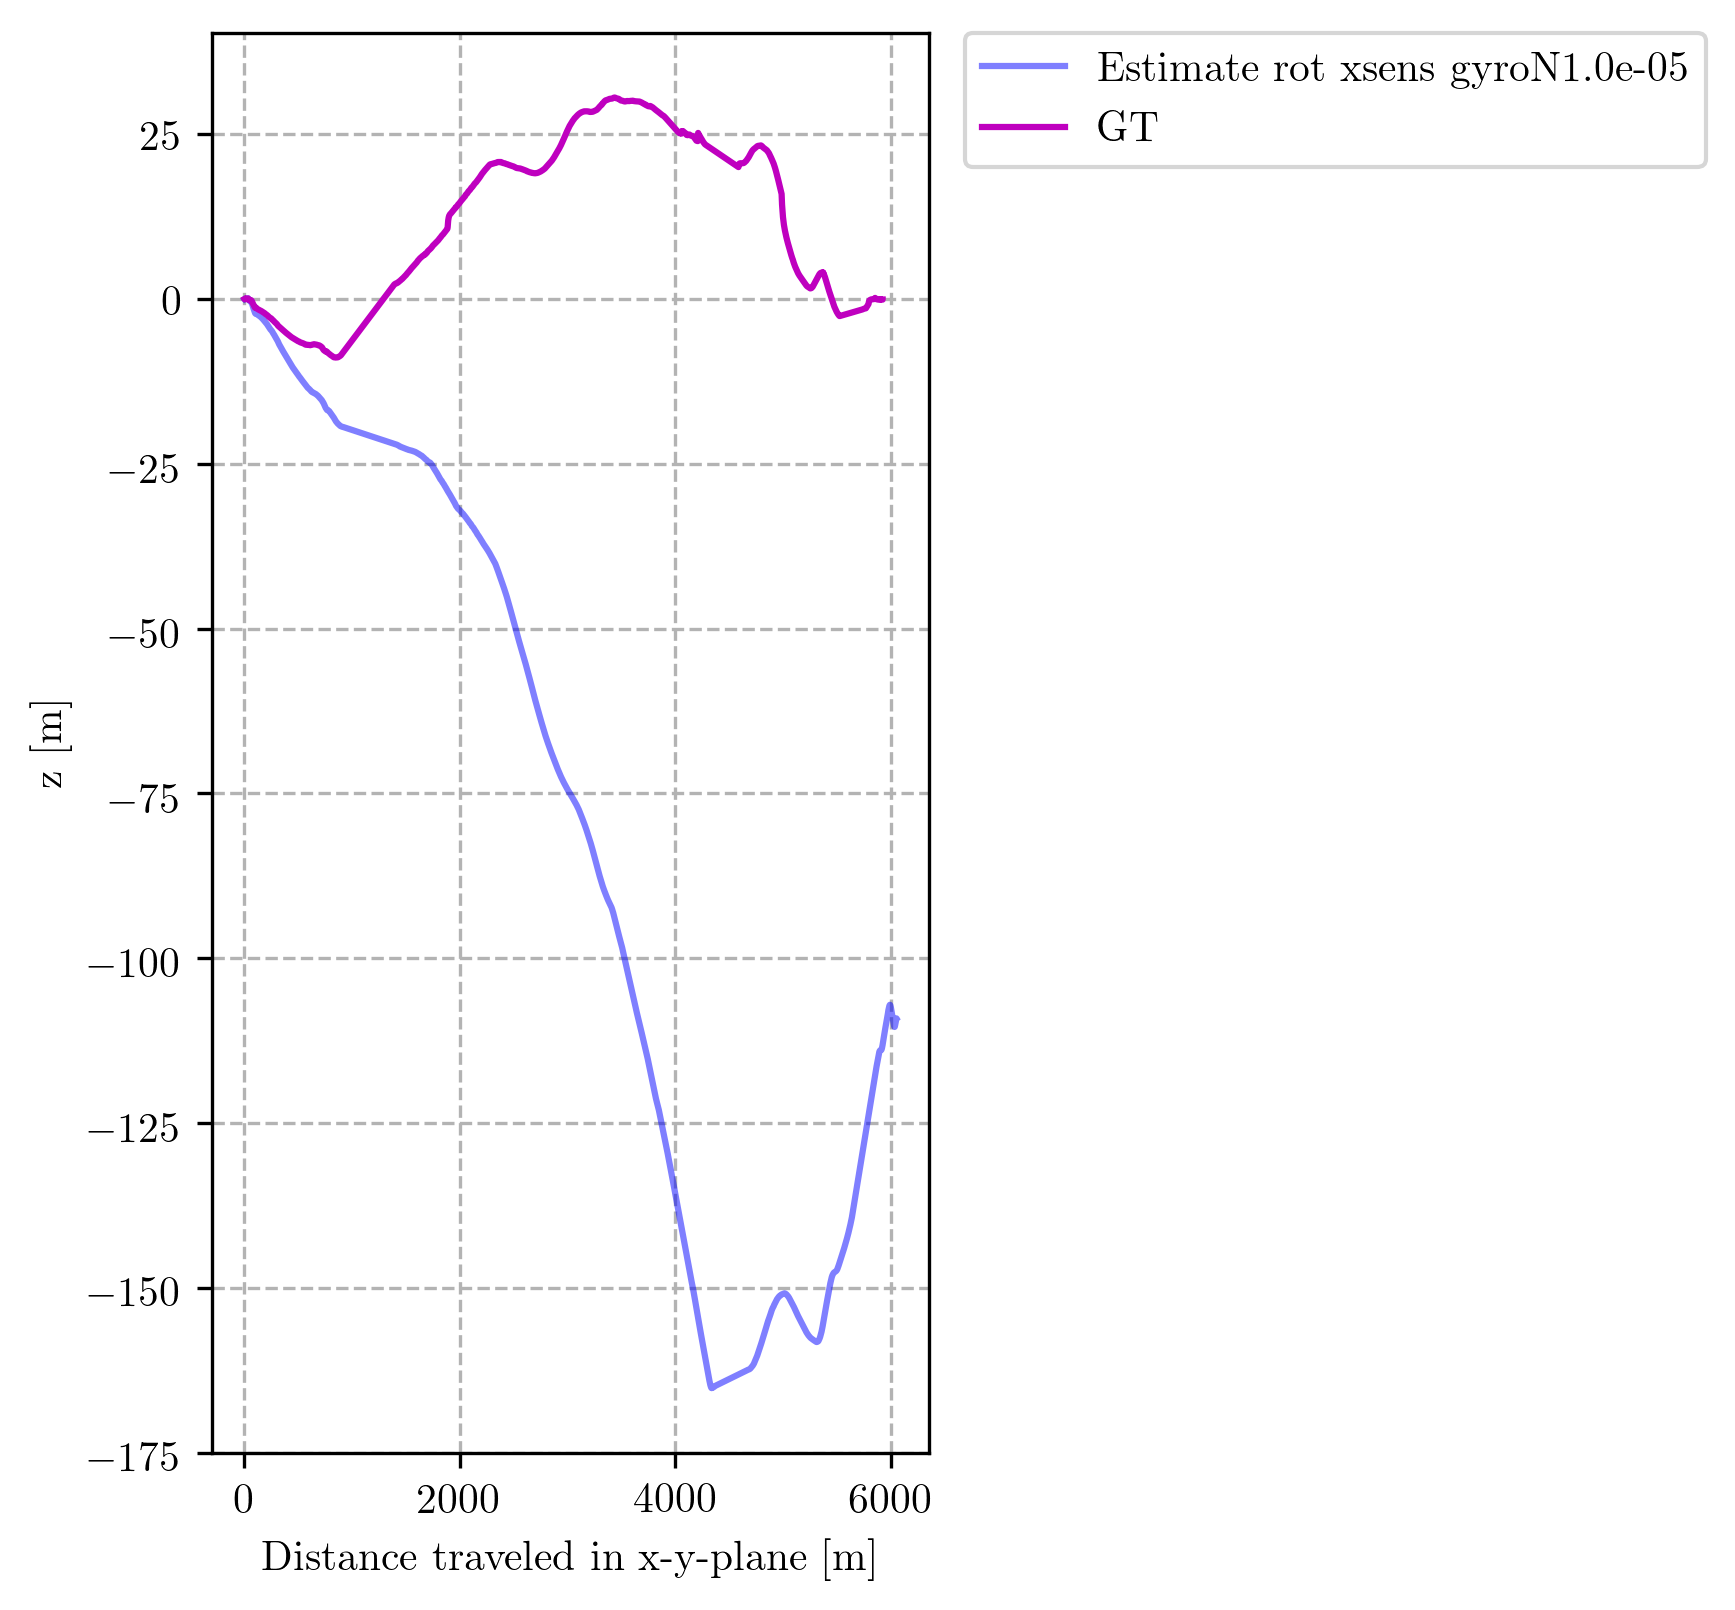 Estimate rot xsens gyroN1.0e-05
GT
25
0
−25
−50
−75
−100
−125
−150
−175
z [m]
0 2000 4000 6000
Distance traveled in x-y-plane [m]